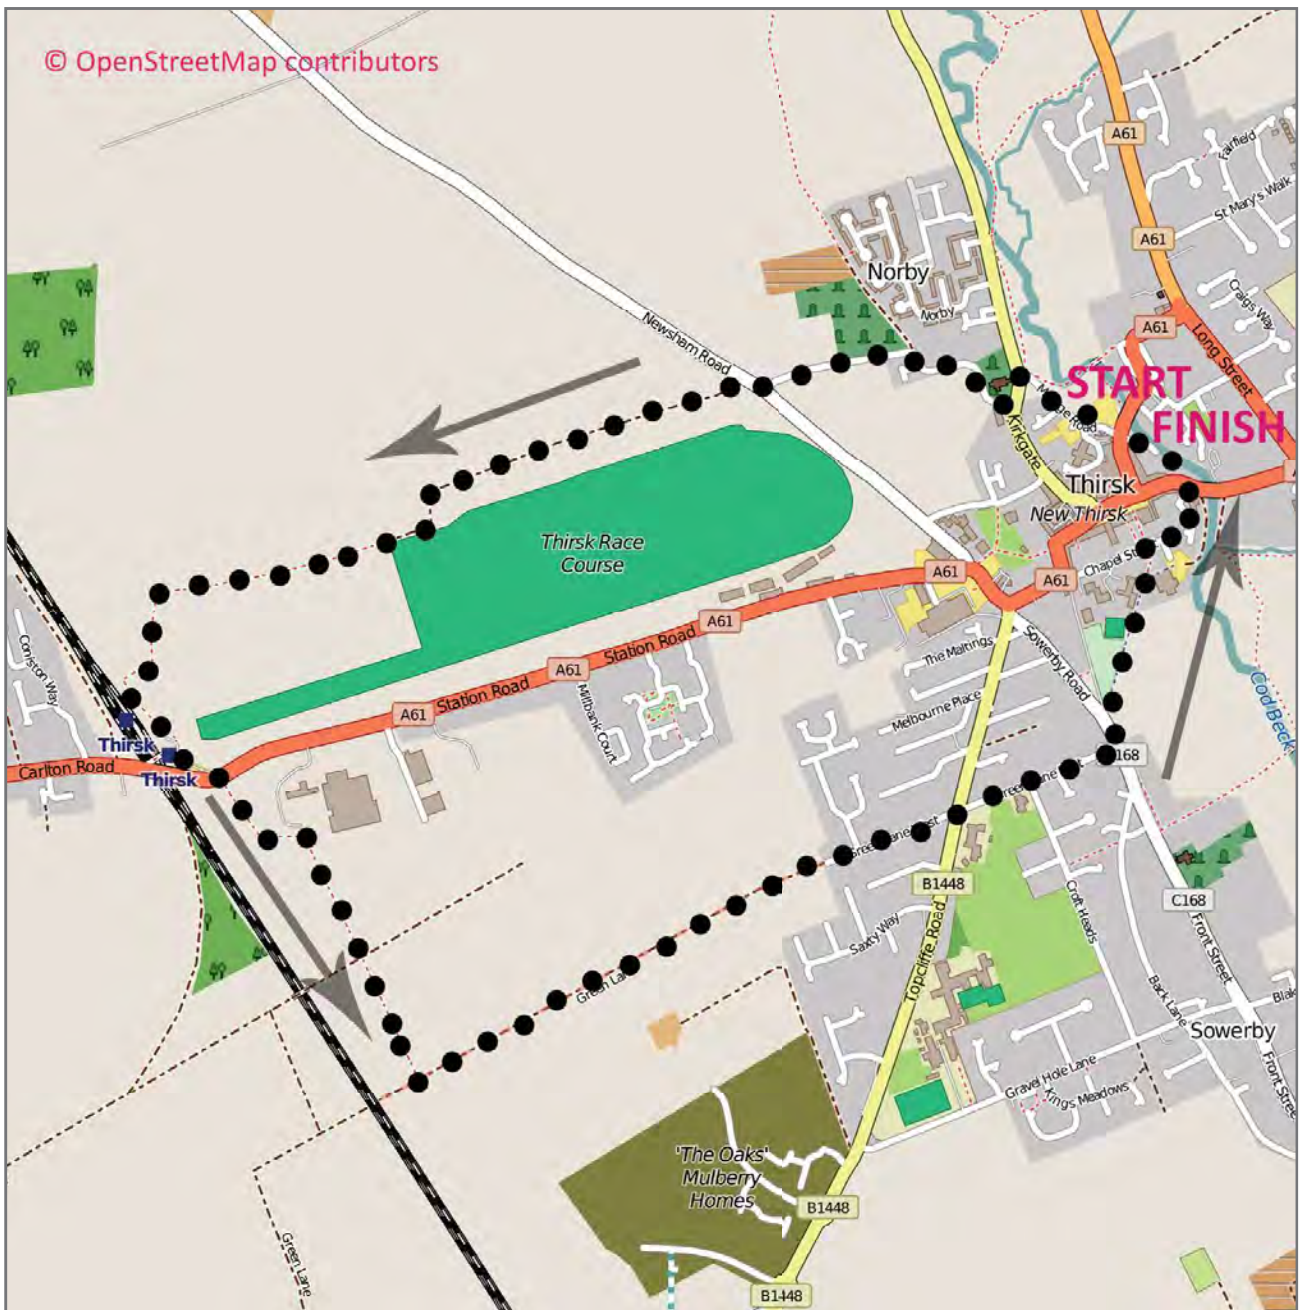 © OpenStreetMap contributors
A61
Fairfield
St Mary's Walk
A61
Norby
Craigs Way
Norby
Newsham Road
A61
Long Street
START
FINISH
Kirkgate
Thirsk
New Thirsk
Thirsk Race
Course
Chapel St
A61
A61
A61
Station Road
The Maltings
Sowerby Road
A61
Station Road
A61
Millbank Court
Melbourne Place
Cod Beck
Coniston Way
Thirsk
Thirsk
Carlton Road
168
B1448
C168
Croft Heads
Saxty Way
Topcliffe Road
Front Street
Back Lane
Green Lane
Sowerby
Gravel Hole Lane
Kings Meadows
Front Street
'The Oaks'
Mulberry
Homes
B1448
Green Lane
B1448